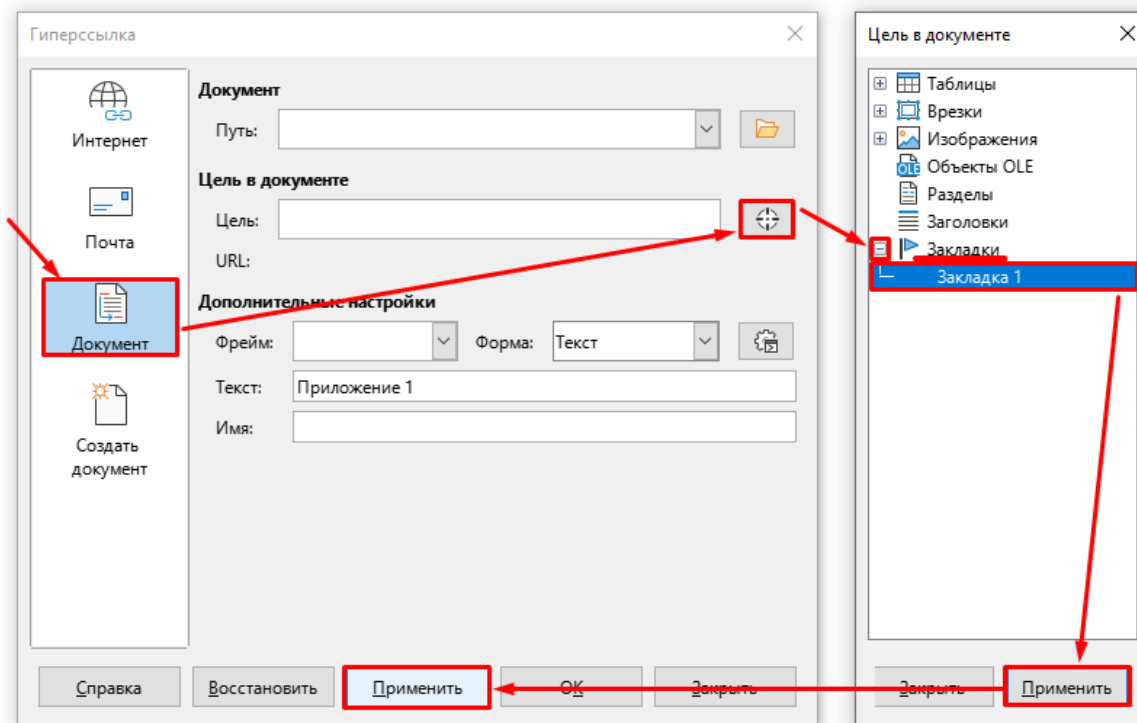 Гиперссылка
Интернет
Почта
Документ
Создать
документ
Документ
Путь:
Цель в документе
Цель:
URL:
Дополнительные настройки
Фрейм:
Форма: Текст
Текст: Приложение 1
Имя:
Справка
Восстановить
Применить
OK
Закрыть
Цель в документе
Таблицы
Врезки
Изображения
OLE Объекты OLE
Разделы
Заголовки
Закладки
Закладка 1
Закрыть
Применить